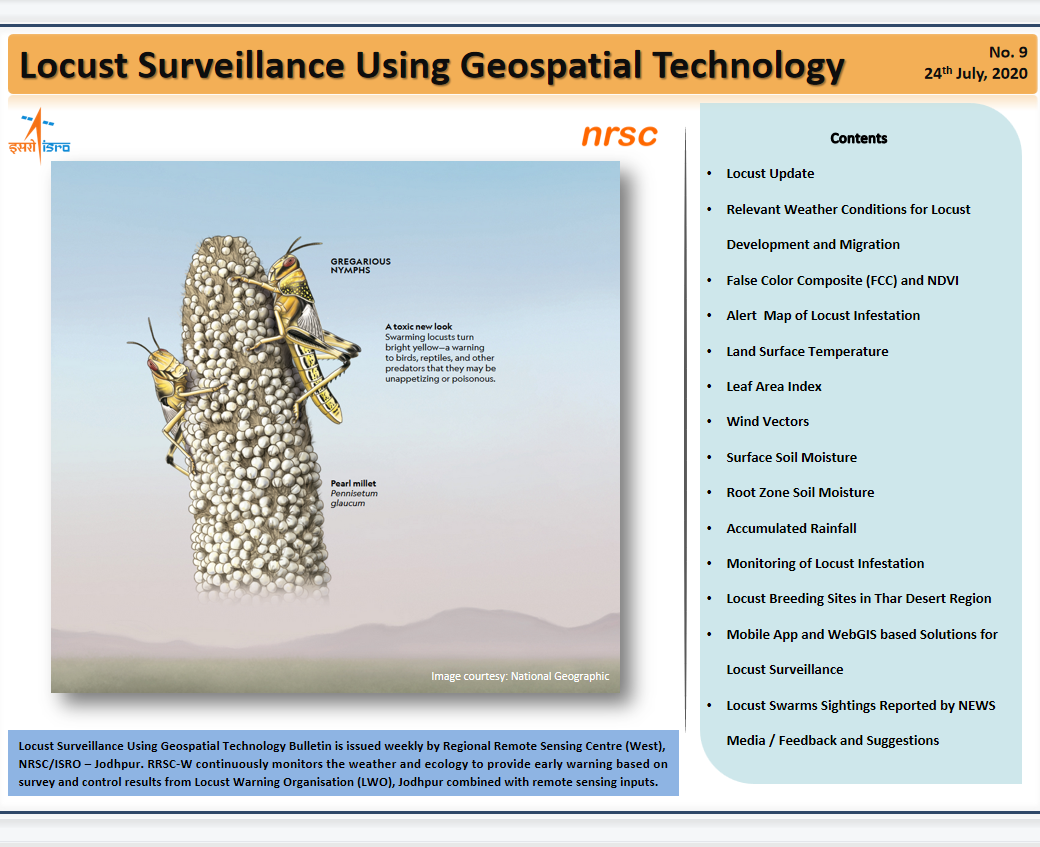 Locust Surveillance Using Geospatial Technology
No. 9
24th July, 2020
इसरो isro
nrsc
GREGARIOUS
NYMPHS
A toxic new look
Swarming locusts turn
bright yellow—a warning
to birds, reptiles, and other
predators that they may be
unappetizing or poisonous.
Pearl millet
Pennisetum
glaucum
Image courtesy: National Geographic
Locust Surveillance Using Geospatial Technology Bulletin is issued weekly by Regional Remote Sensing Centre (West),
NRSC/ISRO – Jodhpur. RRSC-W continuously monitors the weather and ecology to provide early warning based on
survey and control results from Locust Warning Organisation (LWO), Jodhpur combined with remote sensing inputs.
Contents
• Locust Update
• Relevant Weather Conditions for Locust
Development and Migration
• False Color Composite (FCC) and NDVI
• Alert Map of Locust Infestation
• Land Surface Temperature
• Leaf Area Index
• Wind Vectors
• Surface Soil Moisture
• Root Zone Soil Moisture
• Accumulated Rainfall
• Monitoring of Locust Infestation
• Locust Breeding Sites in Thar Desert Region
• Mobile App and WebGIS based Solutions for
Locust Surveillance
• Locust Swarms Sightings Reported by NEWS
Media / Feedback and Suggestions